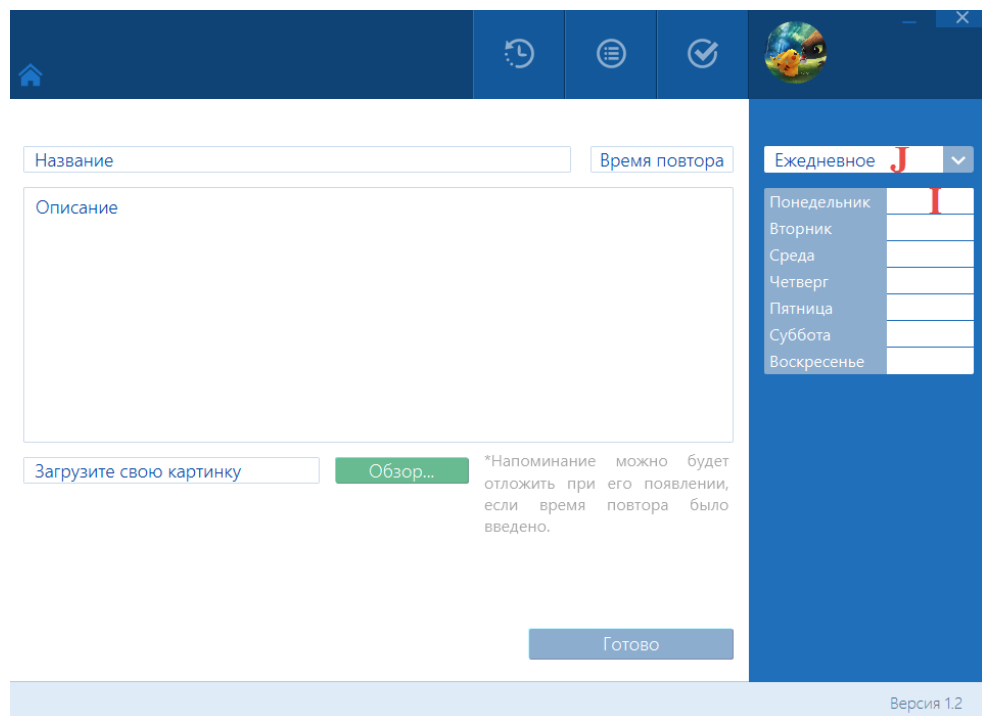 Название
Время повтора
Ежедневное J
Описание
Понедельник I
Вторник
Среда
Четверг
Пятница
Суббота
Воскресенье
Загрузите свою картинку
Обзор...
*Напоминание можно будет
отложить при его появлении,
если время повтора было
введено.
Готово
Версия 1.2